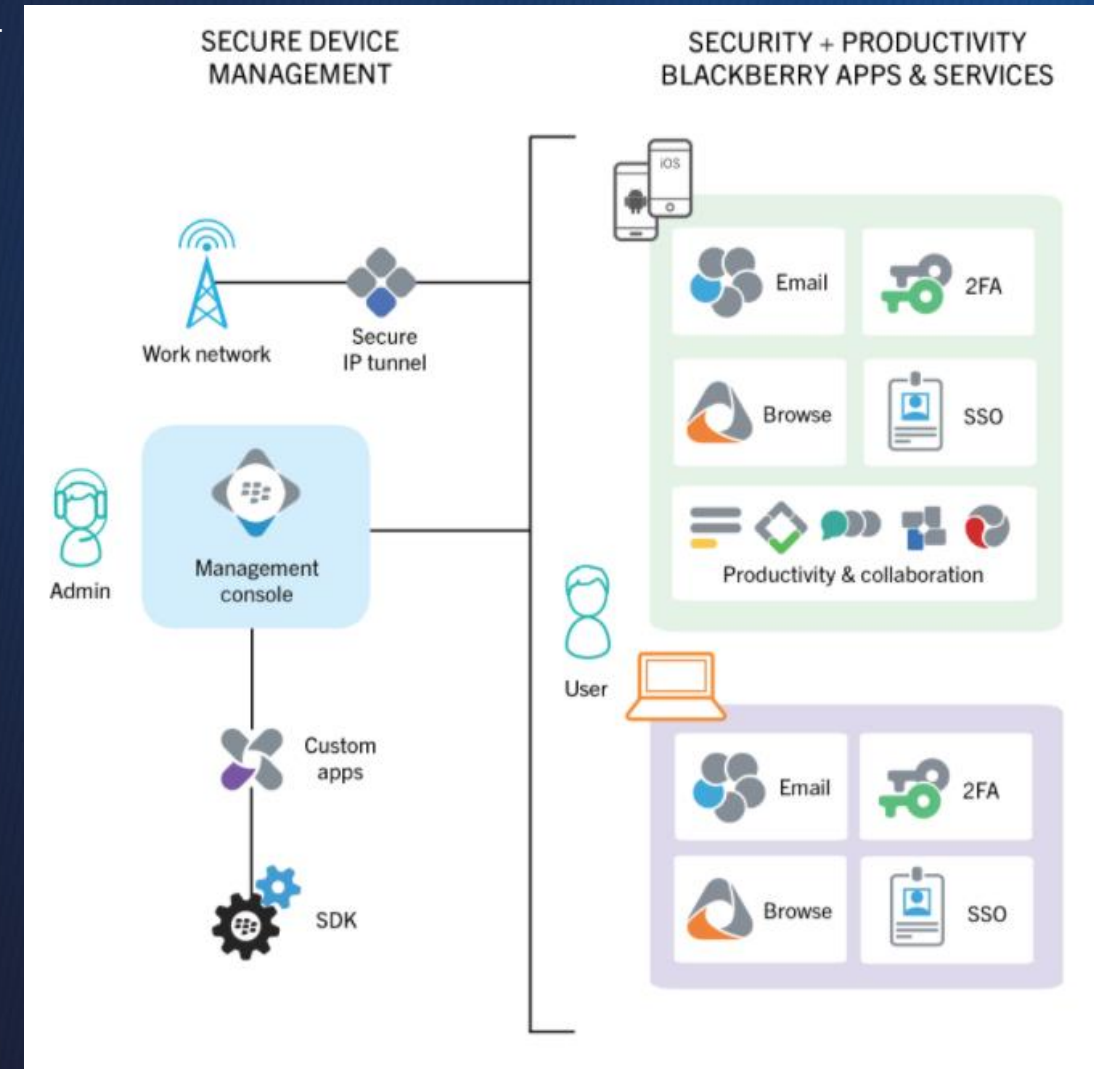 SECURE DEVICE
MANAGEMENT
SECURITY + PRODUCTIVITY
BLACKBERRY APPS & SERVICES
Work network
Secure
IP tunnel
Admin
Management
console
Custom
apps
SDK
iOS
Email
2FA
Browse
SSO
Productivity & collaboration
User
Email
2FA
Browse
SSO